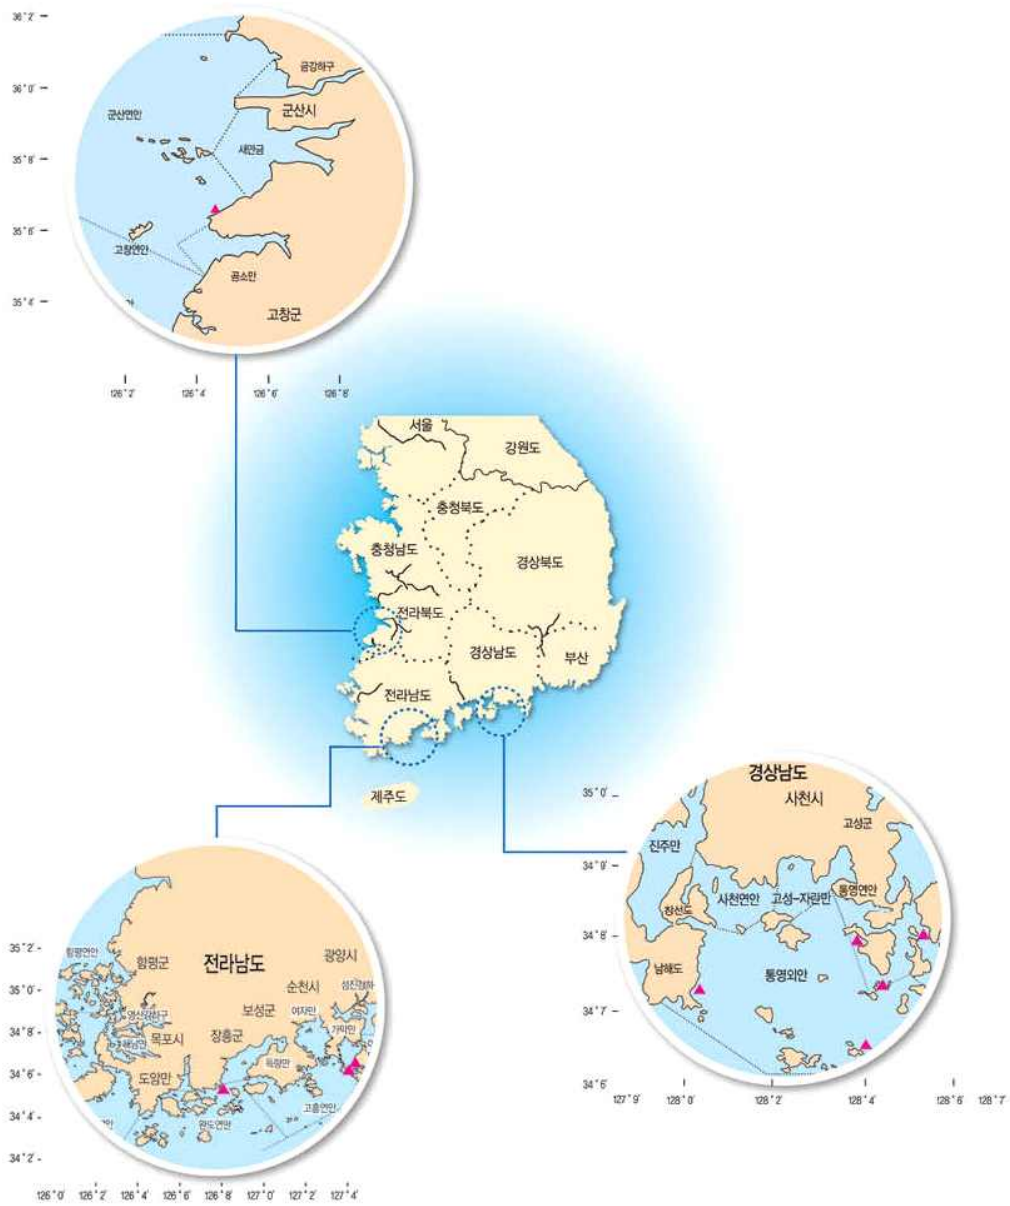 36°2'
36°0'
35°8'
35°6'
35°4'
금강하구
군산시
군산연안
새만금
고창연안
곰소만
고창군
126°2'
126°4'
126°6'
126°8'
서울
강원도
충청북도
충청남도
경상북도
전라북도
경상남도
부산
전라남도
제주도
경상남도
사천시
고성군
진주만
통영연안
사천연안
고성-자란만
창선도
남해도
통영외안
35°0'
34°9'
34°8'
34°7'
34°6'
127°9'
128°0'
128°2'
128°4'
128°6'
128°7'
35°2'
35°0'
34°8'
34°6'
34°4'
34°2'
함평연안
함평군
전라남도
광양시
순천시
보성군
여자만
영산강하구
목포시
해남만
장흥군
가막만
득량만
도암만
고흥연안
완도연안
126°0'
126°2'
126°4'
126°6'
126°8'
127°0'
127°2'
127°4'